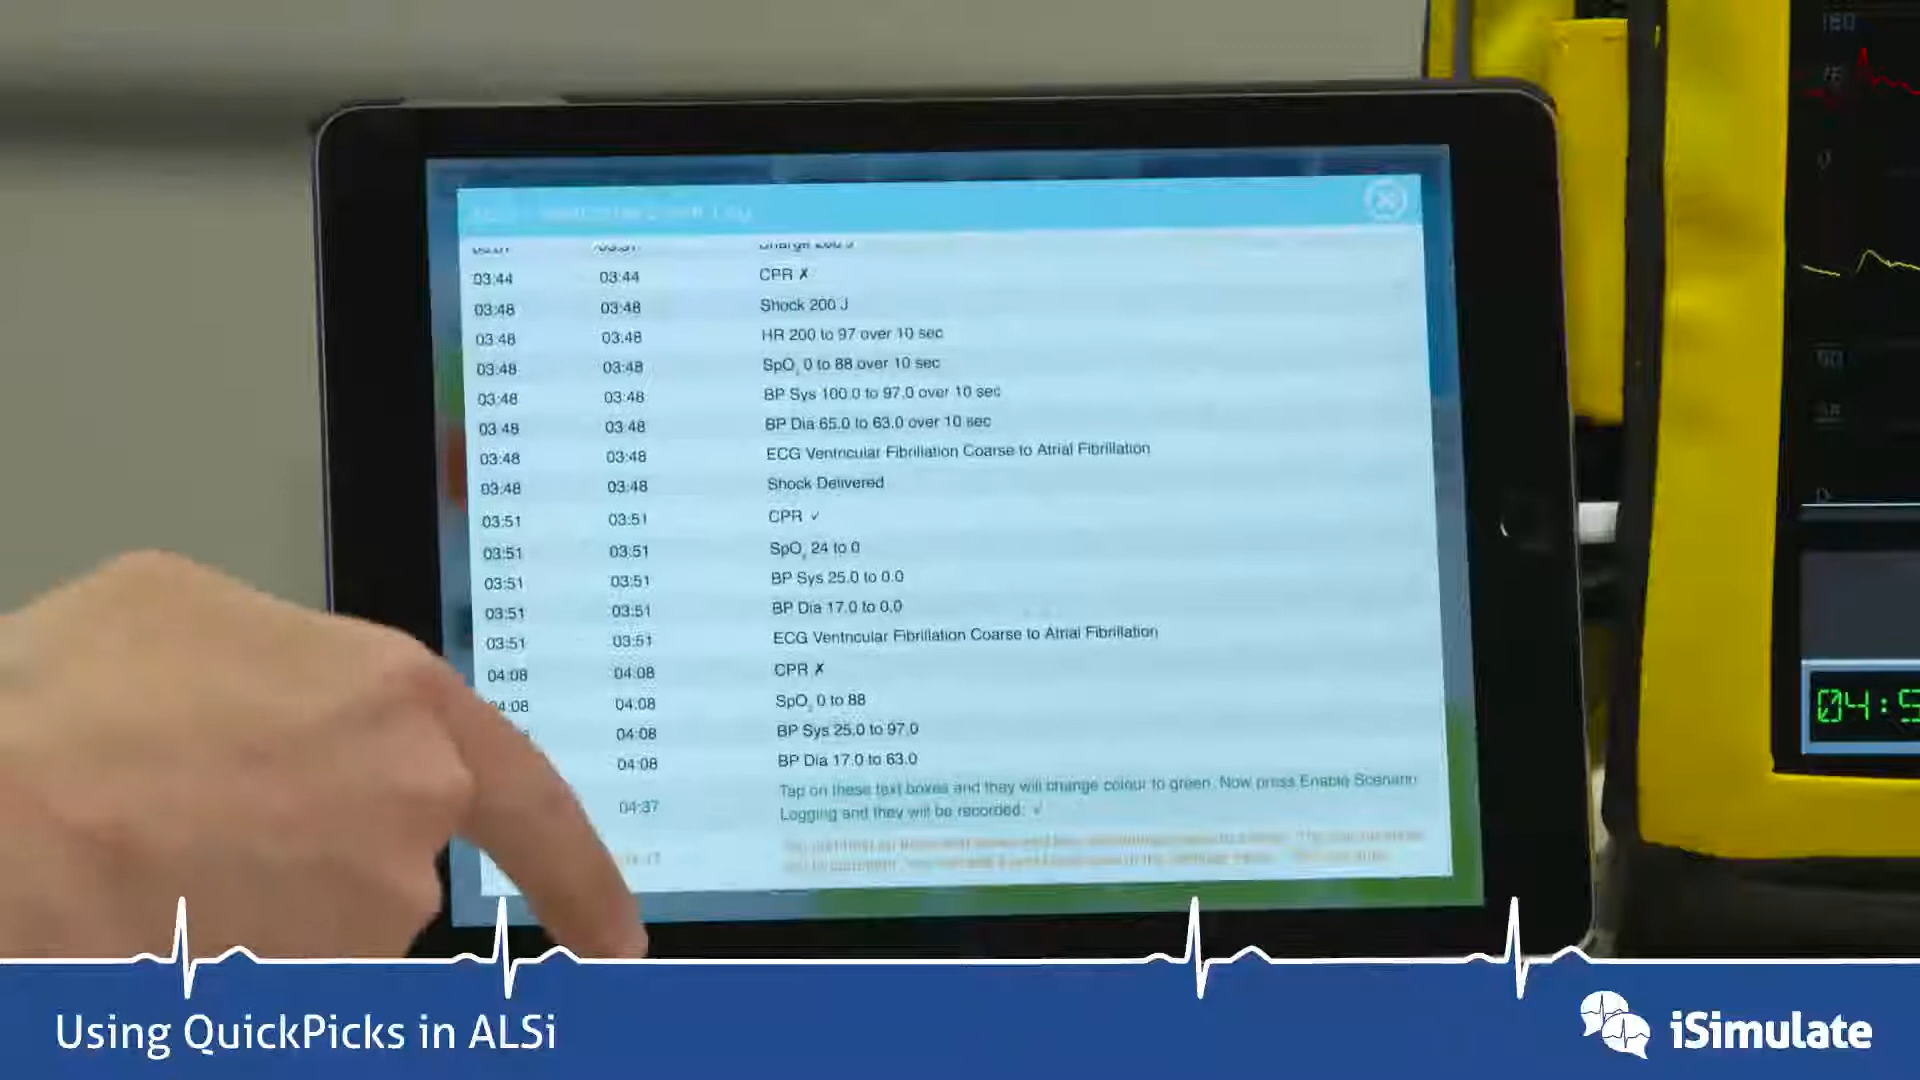 03:44 03:44 CPR ✗
03:48 03:48 Shock 200 J
03:48 03:48 HR 200 to 97 over 10 sec
03:48 03:48 SpO₂ 0 to 88 over 10 sec
03:48 03:48 BP Sys 100.0 to 97.0 over 10 sec
03:48 03:48 BP Dia 65.0 to 63.0 over 10 sec
03:48 03:48 ECG Ventricular Fibrillation Coarse to Atrial Fibrillation
03:48 03:48 Shock Delivered
03:51 03:51 CPR ✓
03:51 03:51 SpO₂ 24 to 0
03:51 03:51 BP Sys 25.0 to 0.0
03:51 03:51 BP Dia 17.0 to 0.0
03:51 03:51 ECG Ventricular Fibrillation Coarse to Atrial Fibrillation
04:08 04:08 CPR ✗
04:08 04:08 SpO₂ 0 to 88
04:08 BP Sys 25.0 to 97.0
04:08 BP Dia 17.0 to 63.0
04:37 Tap on these text boxes and they will change colour to green. Now press Enable Scenario
Logging and they will be recorded: ✓
04:
Using QuickPicks in ALSi
iSimulate